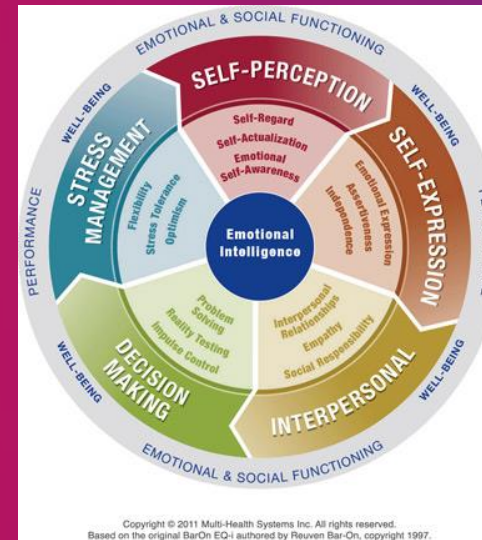 EMOTIONAL & SOCIAL FUNCTIONING
WELL-BEING
PERFORMANCE
WELL-BEING
EMOTIONAL & SOCIAL FUNCTIONING
WELL-BEING
WELL-BEING
SELF-PERCEPTION
Self-Regard
Self-Actualization
Emotional
Self-Awareness
SELF-EXPRESSION
Emotional Expression
Assertiveness
Independence
INTERPERSONAL
Interpersonal
Relationships
Empathy
Social Responsibility
DECISION
MAKING
Problem
Solving
Reality Testing
Impulse Control
STRESS
MANAGEMENT
Flexibility
Stress Tolerance
Optimism
Emotional
Intelligence
Copyright © 2011 Multi-Health Systems Inc. All rights reserved.
Based on the original BarOn EQ-i authored by Reuven Bar-On, copyright 1997.